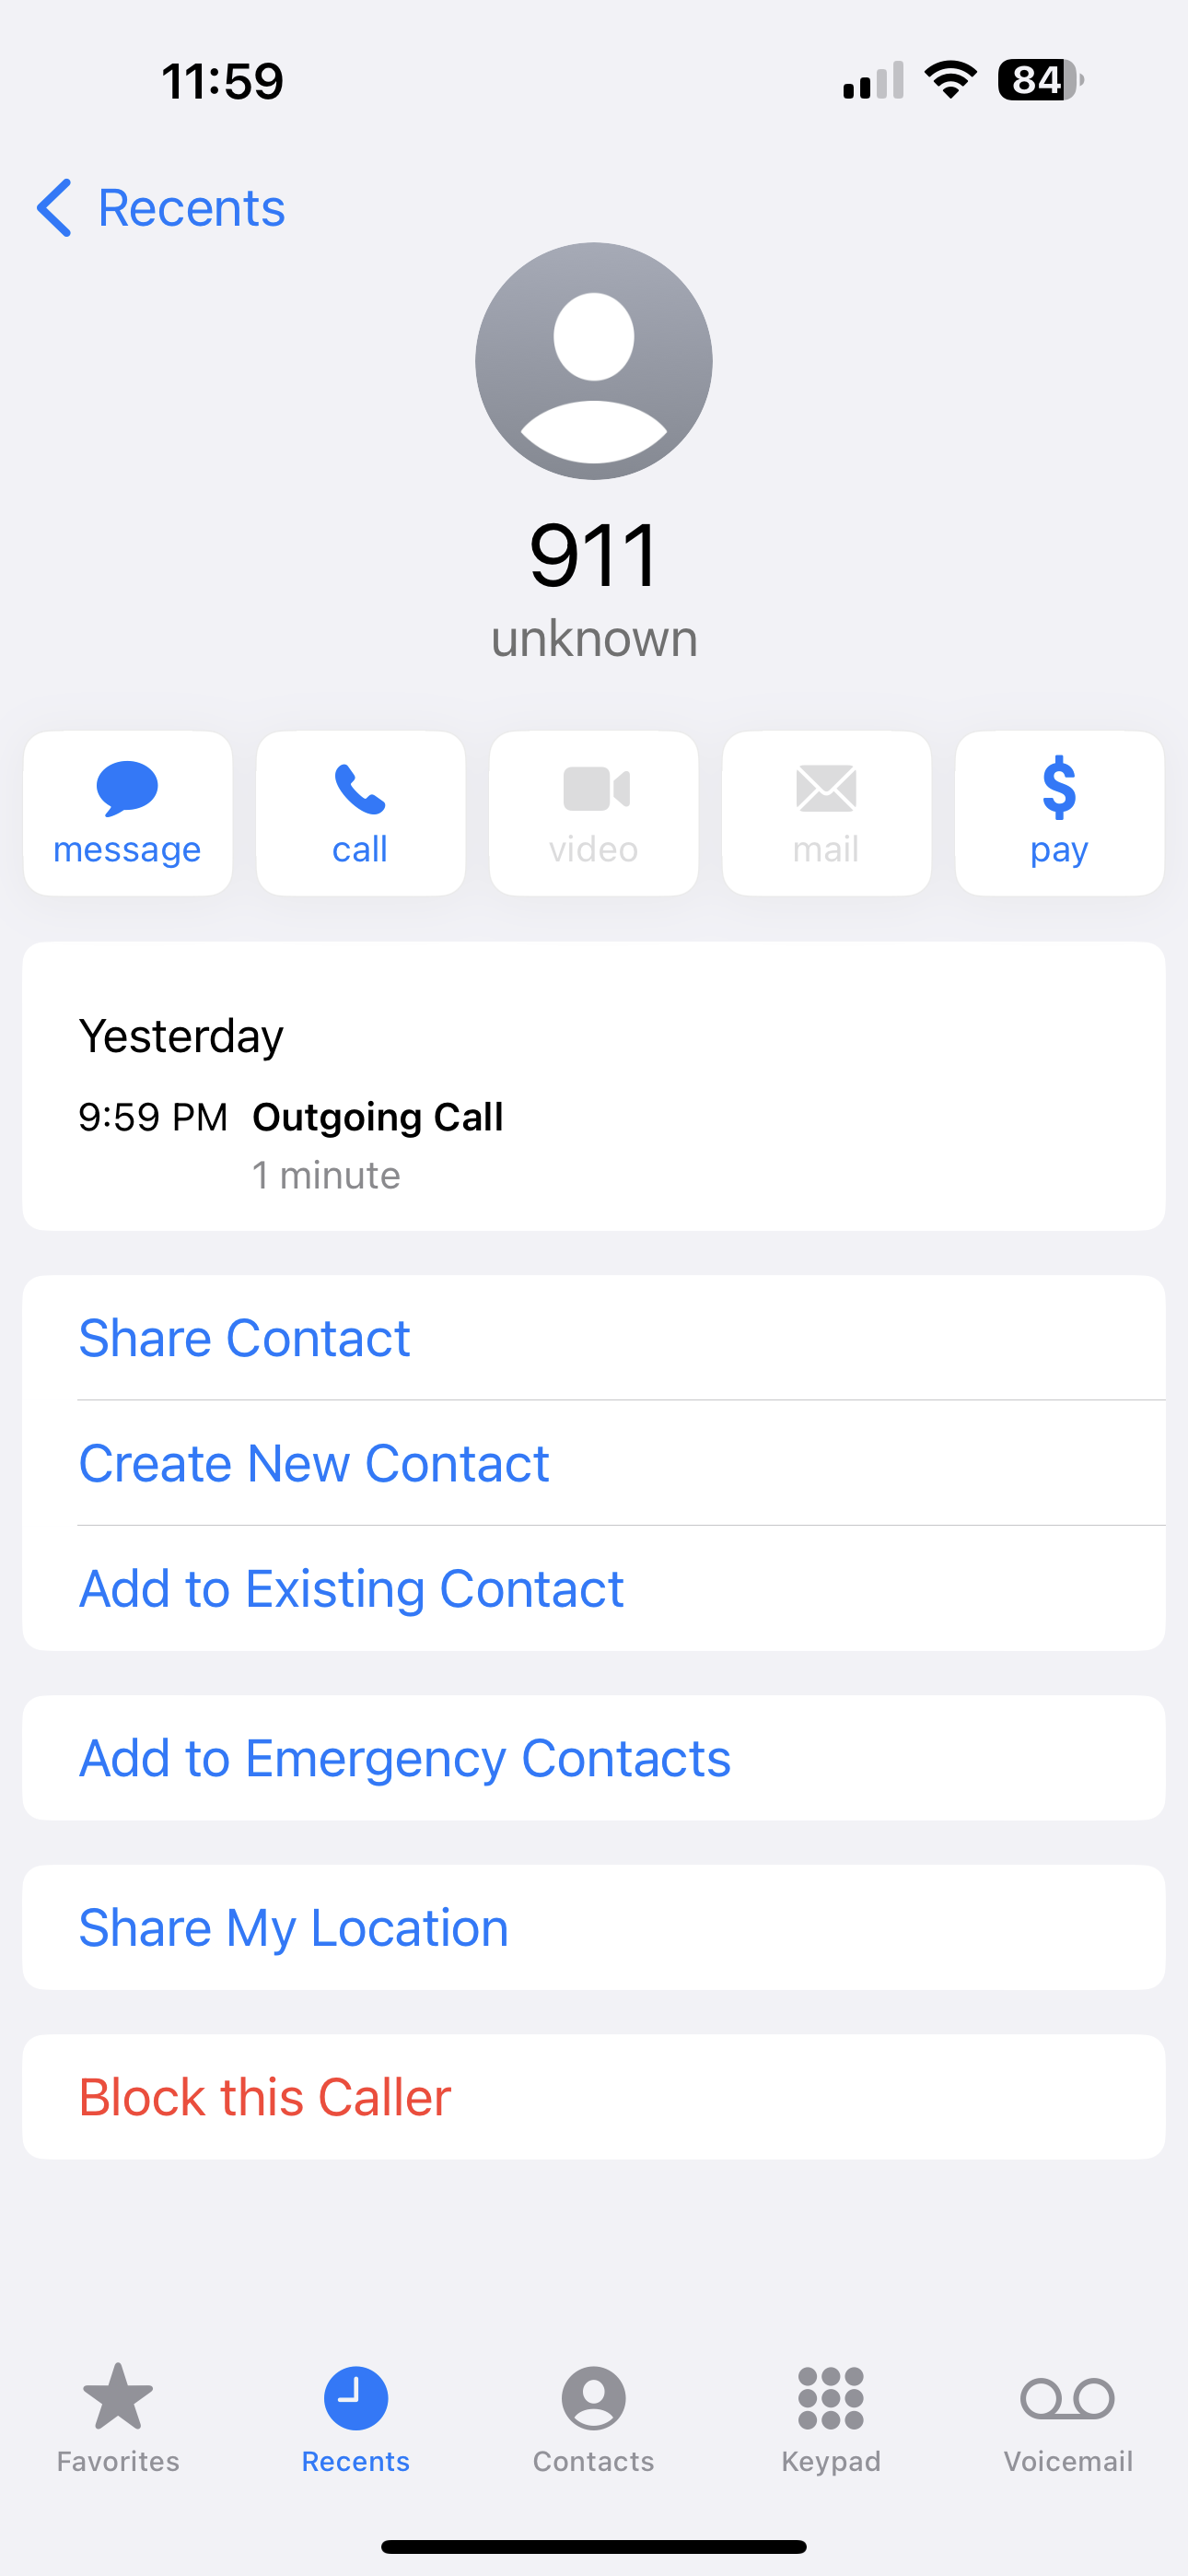 11:59
84
Recents
911
unknown
message call video mail pay
Yesterday
9:59 PM Outgoing Call
1 minute
Share Contact
Create New Contact
Add to Existing Contact
Add to Emergency Contacts
Share My Location
Block this Caller
Favorites Recents Contacts Keypad Voicemail